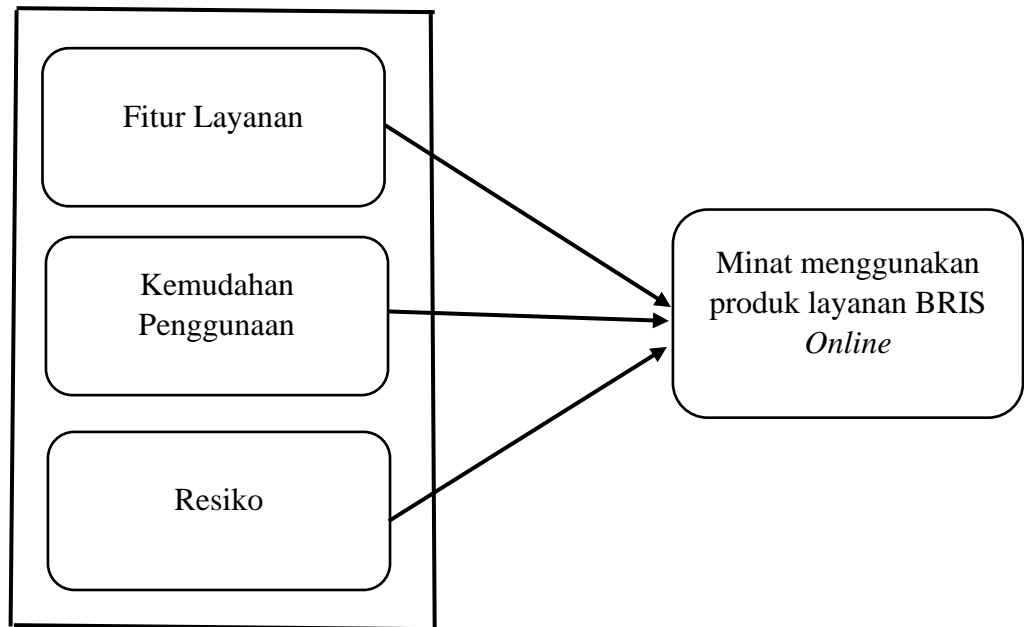 Fitur Layanan
Kemudahan
Penggunaan
Resiko
Minat menggunakan
produk layanan BRIS
Online